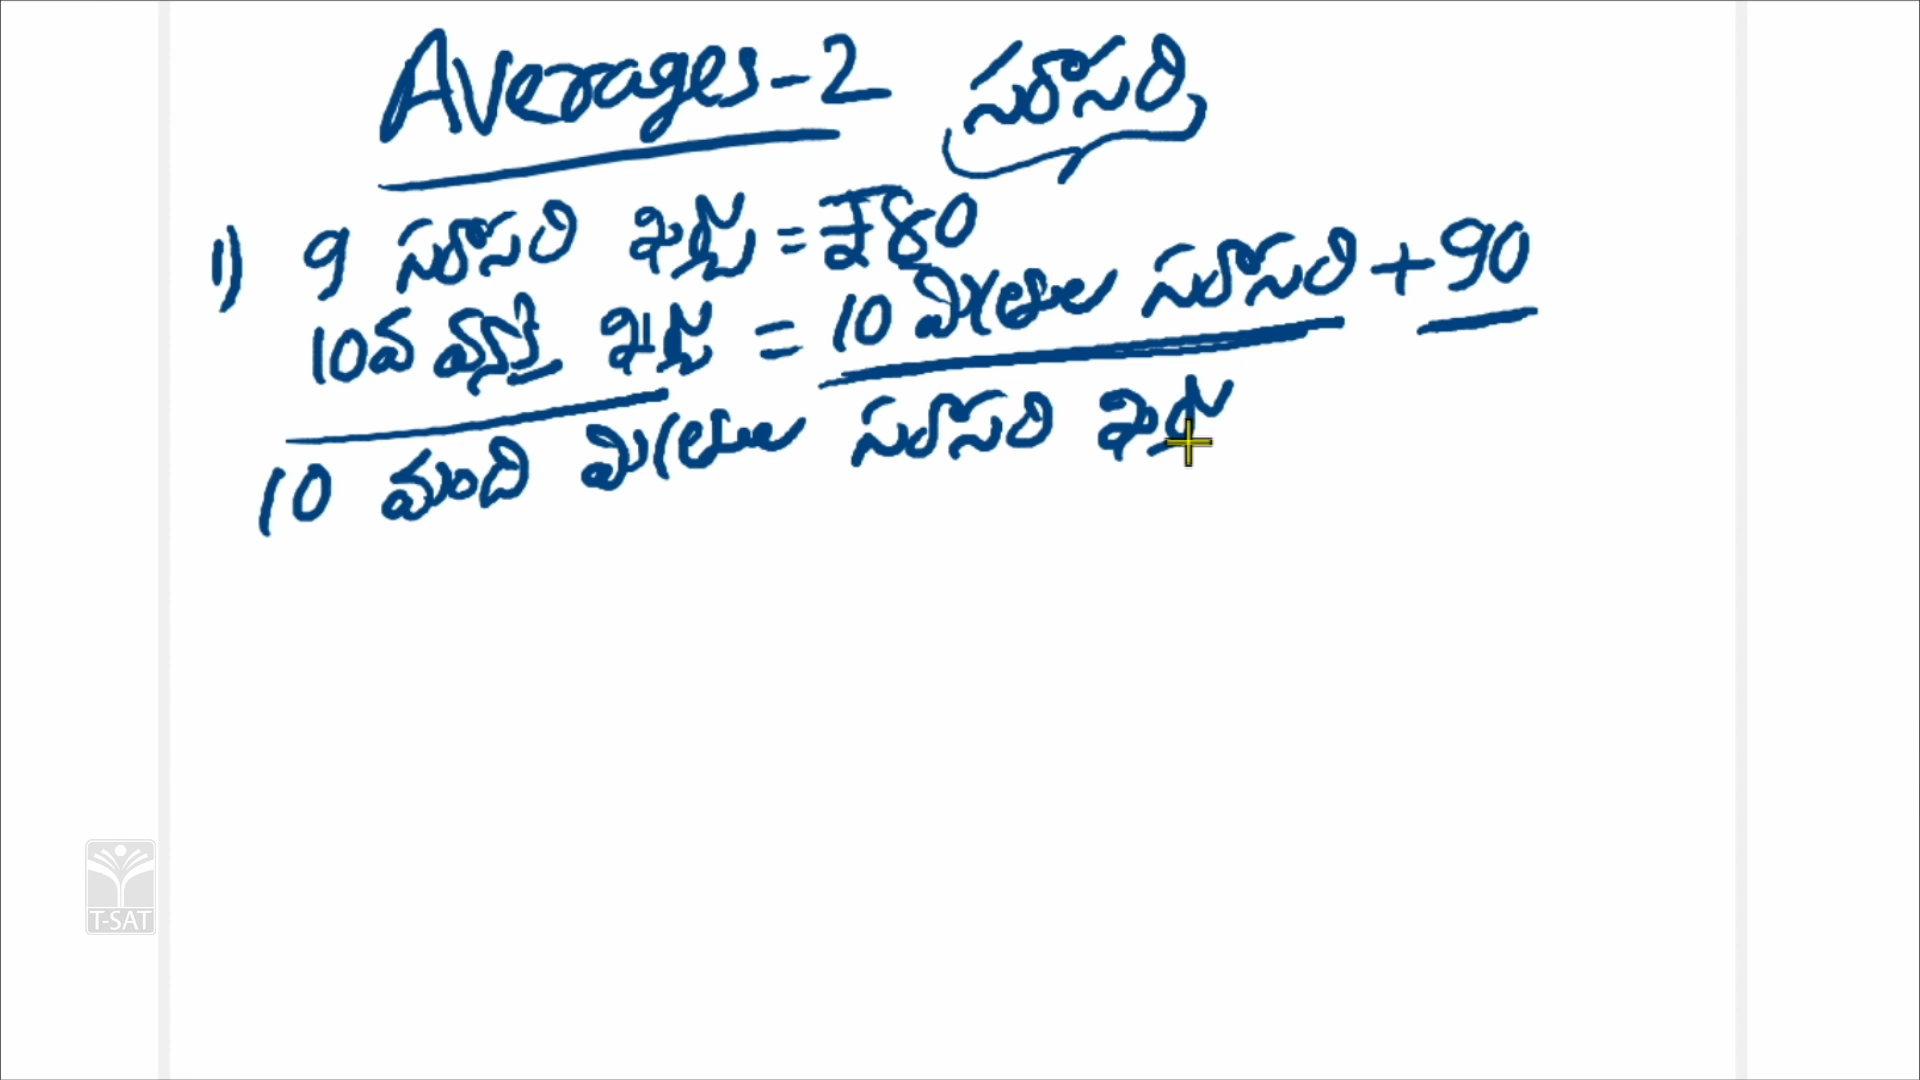 Averages-2 సరాసరి
1) 9 సరాసరి ఖర్చు = ₹80
10వ వ్యక్తి ఖర్చు = 10 మిత్రుల సరాసరి + 90
10 మంది మిత్రుల సరాసరి ఖర్చు
T-SAT